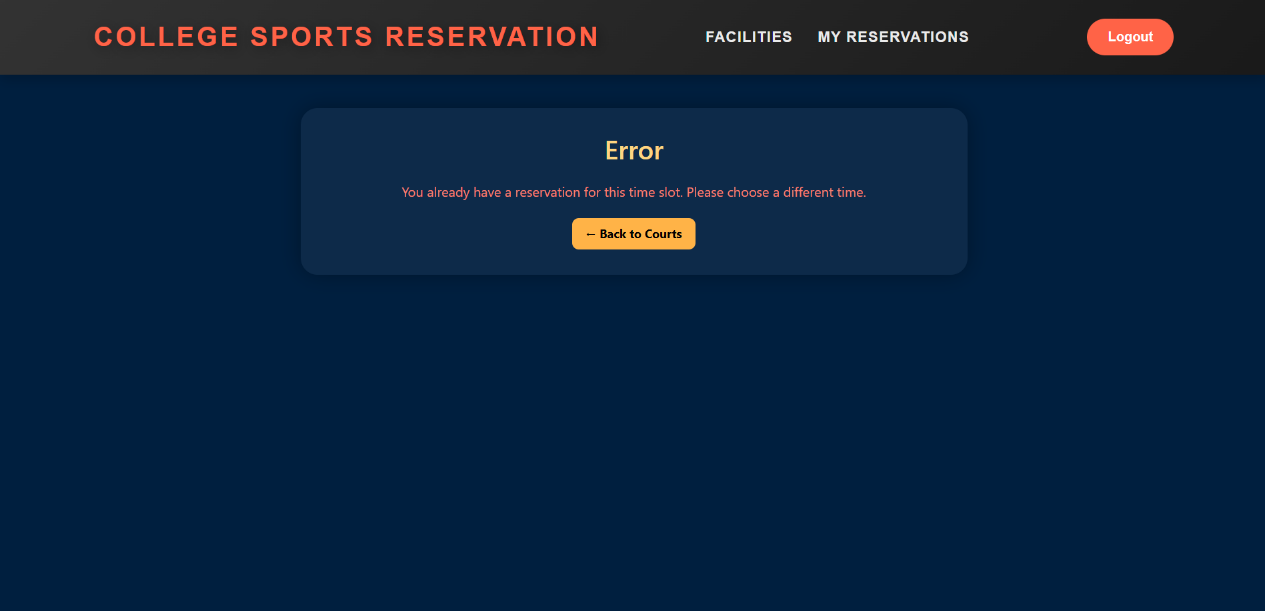 COLLEGE SPORTS RESERVATION
FACILITIES
MY RESERVATIONS
Logout
Error
You already have a reservation for this time slot. Please choose a different time.
← Back to Courts